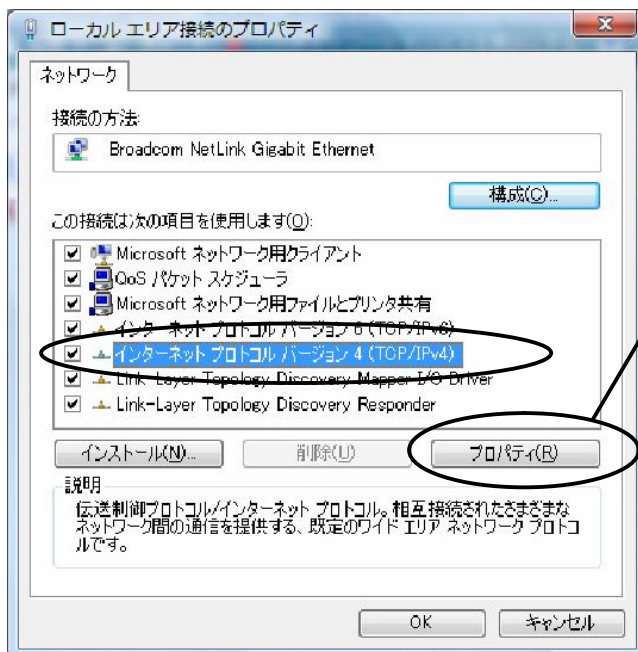 ローカル エリア接続のプロパティ
ネットワーク
接続の方法:
Broadcom NetLink Gigabit Ethernet
構成(C)...
この接続は次の項目を使用します(O):
Microsoft ネットワーク用クライアント
QoS パケット スケジューラ
Microsoft ネットワーク用ファイルとプリンタ共有
インターネット プロトコル バージョン 6 (TCP/IPv6)
インターネット プロトコル バージョン 4 (TCP/IPv4)
Link-Layer Topology Discovery Mapper I/O Driver
Link-Layer Topology Discovery Responder
インストール(N)...
削除(U)
プロパティ(R)
説明
伝送制御プロトコル/インターネット プロトコル。相互接続されたさまざまな
ネットワーク間の通信を提供する、既定のワイド エリア ネットワーク プロトコ
ルです。
OK
キャンセル